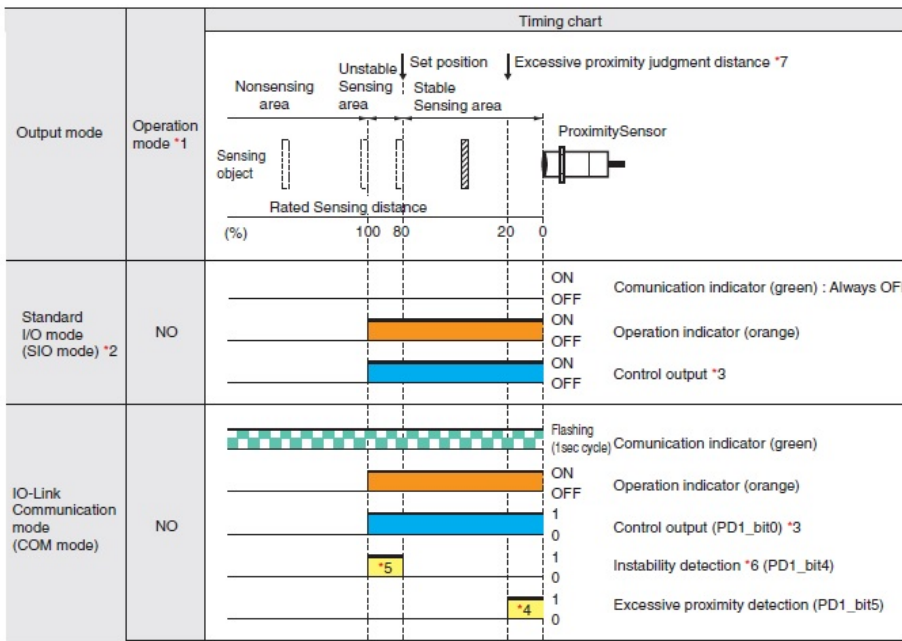 Timing chart
Output mode
Operation
mode *1
Nonsensing
area
Unstable
Sensing
area
Set position
Stable
Sensing area
Excessive proximity judgment distance *7
ProximitySensor
Sensing
object
Rated Sensing distance
(%) 100 80 20 0
Standard
I/O mode
(SIO mode) *2
NO
ON
OFF
Comunication indicator (green) : Always OFF
ON
OFF
Operation indicator (orange)
ON
OFF
Control output *3
IO-Link
Communication
mode
(COM mode)
NO
Flashing
(1sec cycle)
Comunication indicator (green)
ON
OFF
Operation indicator (orange)
1
0
Control output (PD1_bit0) *3
*5
1
0
Instability detection *6 (PD1_bit4)
*4
1
0
Excessive proximity detection (PD1_bit5)